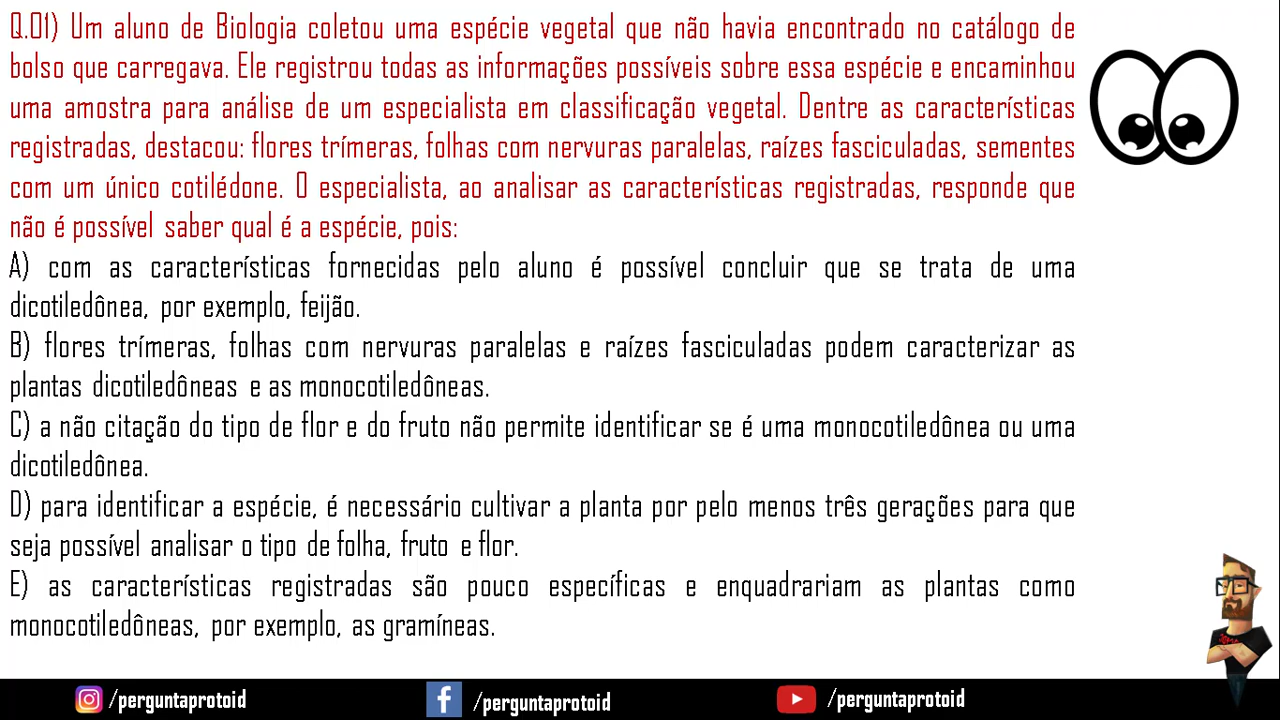 Q.01) Um aluno de Biologia coletou uma espécie vegetal que não havia encontrado no catálogo de
bolso que carregava. Ele registrou todas as informações possíveis sobre essa espécie e encaminhou
uma amostra para análise de um especialista em classificação vegetal. Dentre as características
registradas, destacou: flores trímeras, folhas com nervuras paralelas, raízes fasciculadas, sementes
com um único cotilédone. O especialista, ao analisar as características registradas, responde que
não é possível saber qual é a espécie, pois:
A) com as características fornecidas pelo aluno é possível concluir que se trata de uma
dicotiledônea, por exemplo, feijão.
B) flores trímeras, folhas com nervuras paralelas e raízes fasciculadas podem caracterizar as
plantas dicotiledôneas e as monocotiledôneas.
C) a não citação do tipo de flor e do fruto não permite identificar se é uma monocotiledônea ou uma
dicotiledônea.
D) para identificar a espécie, é necessário cultivar a planta por pelo menos três gerações para que
seja possível analisar o tipo de folha, fruto e flor.
E) as características registradas são pouco específicas e enquadrariam as plantas como
monocotiledôneas, por exemplo, as gramíneas.
/perguntaprotoid /perguntaprotoid /perguntaprotoid